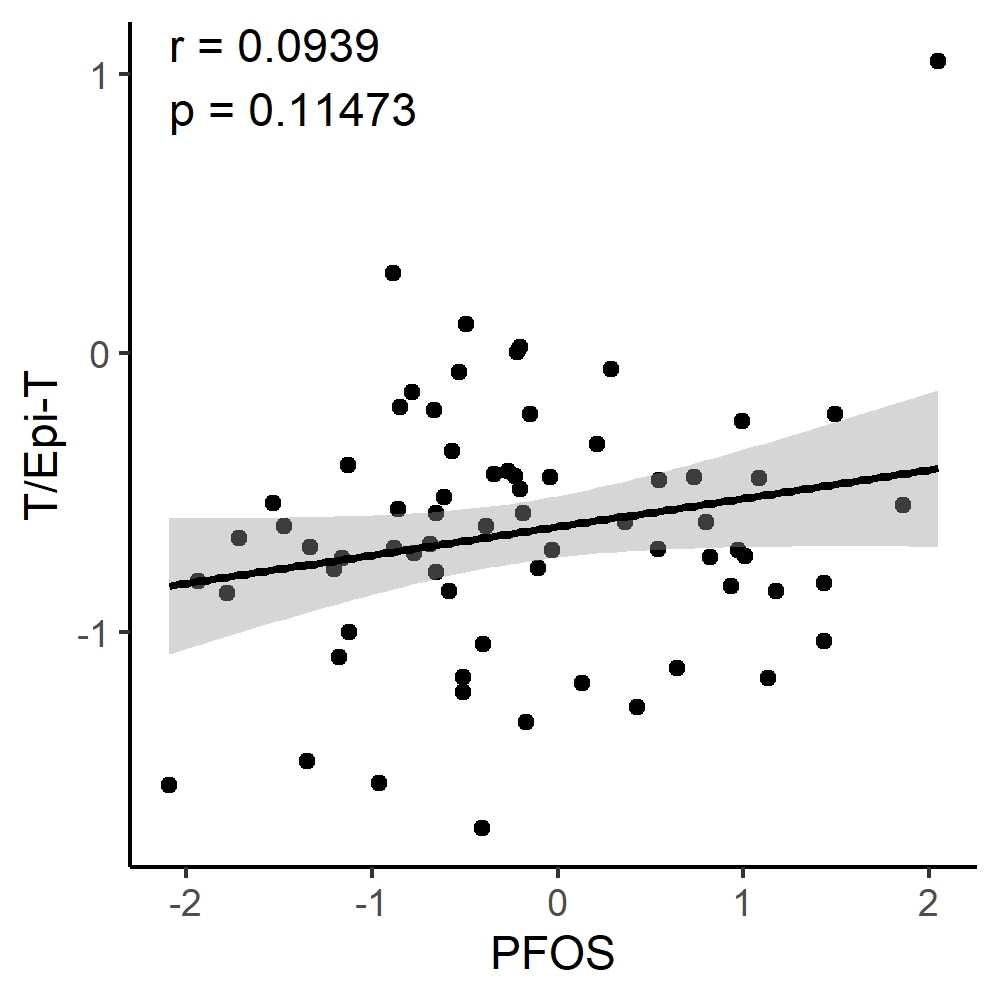 r = 0.0939
p = 0.11473
1
0
-1
T/Epi-T
-2 -1 0 1 2
PFOS